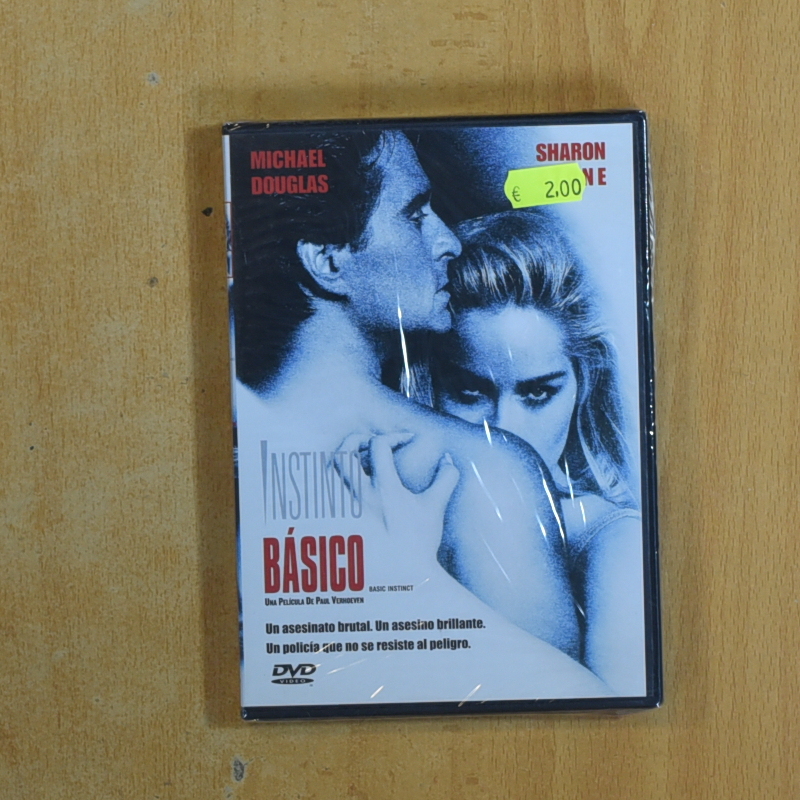 MICHAEL
DOUGLAS
SHARON
NE
€ 2,00
INSTINTO
BÁSICO
BASIC INSTINCT
UNA PELÍCULA DE PAUL VERHOEVEN
Un asesinato brutal. Un asesino brillante.
Un policía que no se resiste al peligro.
DVD
VIDEO